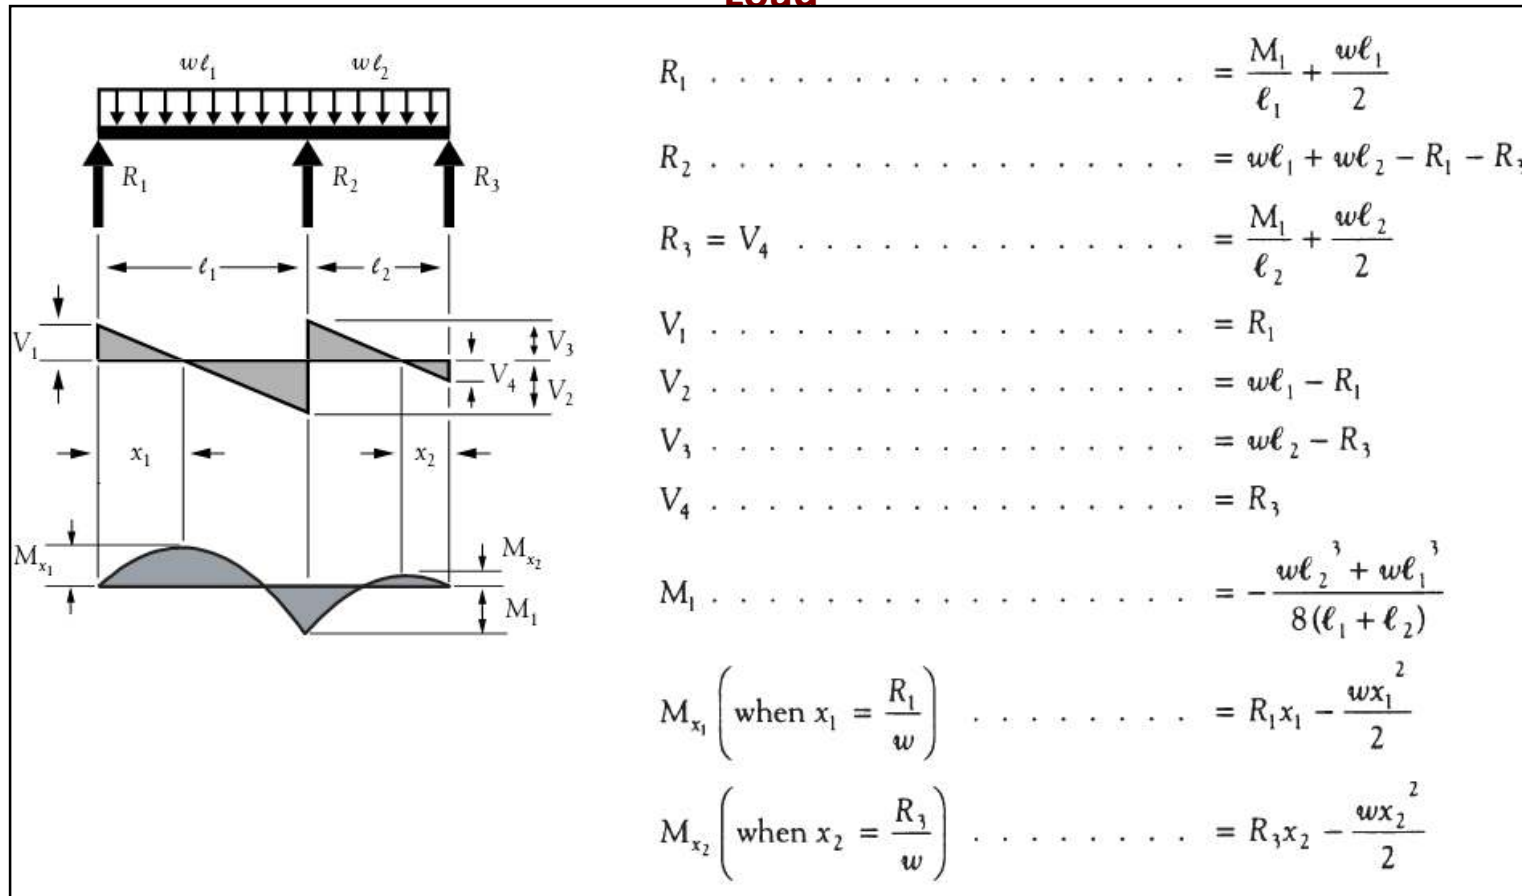 Load
wℓ₁ wℓ₂
R₁ R₂ R₃
ℓ₁ ℓ₂
V₁ V₃
V₄ V₂
x₁ x₂
Mₓ₁ Mₓ₂
M₁
R₁ . . . . . . . . . . . . . . . . . = M₁/ℓ₁ + wℓ₁/2
R₂ . . . . . . . . . . . . . . . . . = wℓ₁ + wℓ₂ − R₁ − R₃
R₃ = V₄ . . . . . . . . . . . . . . = M₁/ℓ₂ + wℓ₂/2
V₁ . . . . . . . . . . . . . . . . . = R₁
V₂ . . . . . . . . . . . . . . . . . = wℓ₁ − R₁
V₃ . . . . . . . . . . . . . . . . . = wℓ₂ − R₃
V₄ . . . . . . . . . . . . . . . . . = R₃
M₁ . . . . . . . . . . . . . . . . . = − (wℓ₂³ + wℓ₁³)/(8(ℓ₁ + ℓ₂))
Mₓ₁ (when x₁ = R₁/w) . . . . . . . . = R₁x₁ − wx₁²/2
Mₓ₂ (when x₂ = R₃/w) . . . . . . . . = R₃x₂ − wx₂²/2